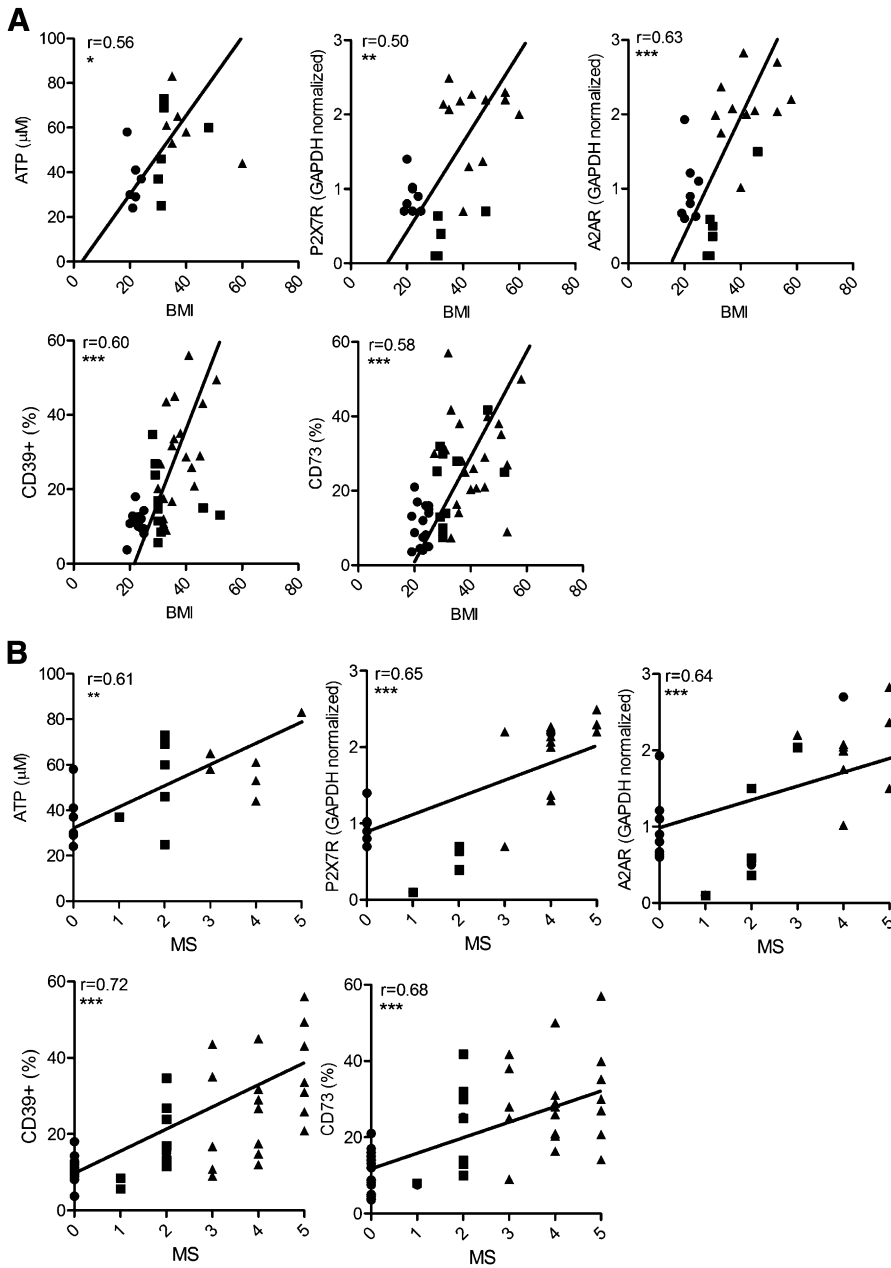 A
r=0.56
*
ATP (µM)
100
80
60
40
20
0
0 20 40 60 80
BMI
r=0.50
**
P2X7R (GAPDH normalized)
3
2
1
0
0 20 40 60 80
BMI
r=0.63
***
A2AR (GAPDH normalized)
3
2
1
0
0 20 40 60 80
BMI
r=0.60
***
CD39+ (%)
60
40
20
0
0 20 40 60 80
BMI
r=0.58
***
CD73 (%)
60
40
20
0
0 20 40 60 80
BMI
B
r=0.61
**
ATP (µM)
100
80
60
40
20
0
0 1 2 3 4 5
MS
r=0.65
***
P2X7R (GAPDH normalized)
3
2
1
0
0 1 2 3 4 5
MS
r=0.64
***
A2AR (GAPDH normalized)
3
2
1
0
0 1 2 3 4 5
MS
r=0.72
***
CD39+ (%)
60
40
20
0
0 1 2 3 4 5
MS
r=0.68
***
CD73 (%)
60
40
20
0
0 1 2 3 4 5
MS